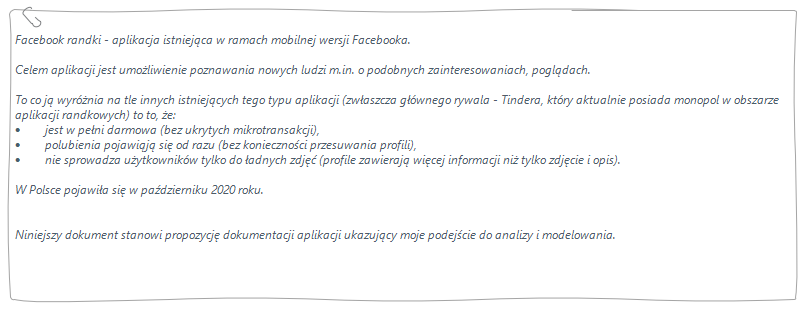 Facebook randki - aplikacja istniejąca w ramach mobilnej wersji Facebooka.
Celem aplikacji jest umożliwienie poznawania nowych ludzi m.in. o podobnych zainteresowaniach, poglądach.
To co ją wyróżnia na tle innych istniejących tego typu aplikacji (zwłaszcza głównego rywala - Tindera, który aktualnie posiada monopol w obszarze
aplikacji randkowych) to to, że:
• jest w pełni darmowa (bez ukrytych mikrotransakcji),
• polubienia pojawiąją się od razu (bez konieczności przesuwania profili),
• nie sprowadza użytkowników tylko do ładnych zdjęć (profile zawierają więcej informacji niż tylko zdjęcie i opis).
W Polsce pojawiła się w październiku 2020 roku.
Niniejszy dokument stanowi propozycję dokumentacji aplikacji ukazujący moje podejście do analizy i modelowania.